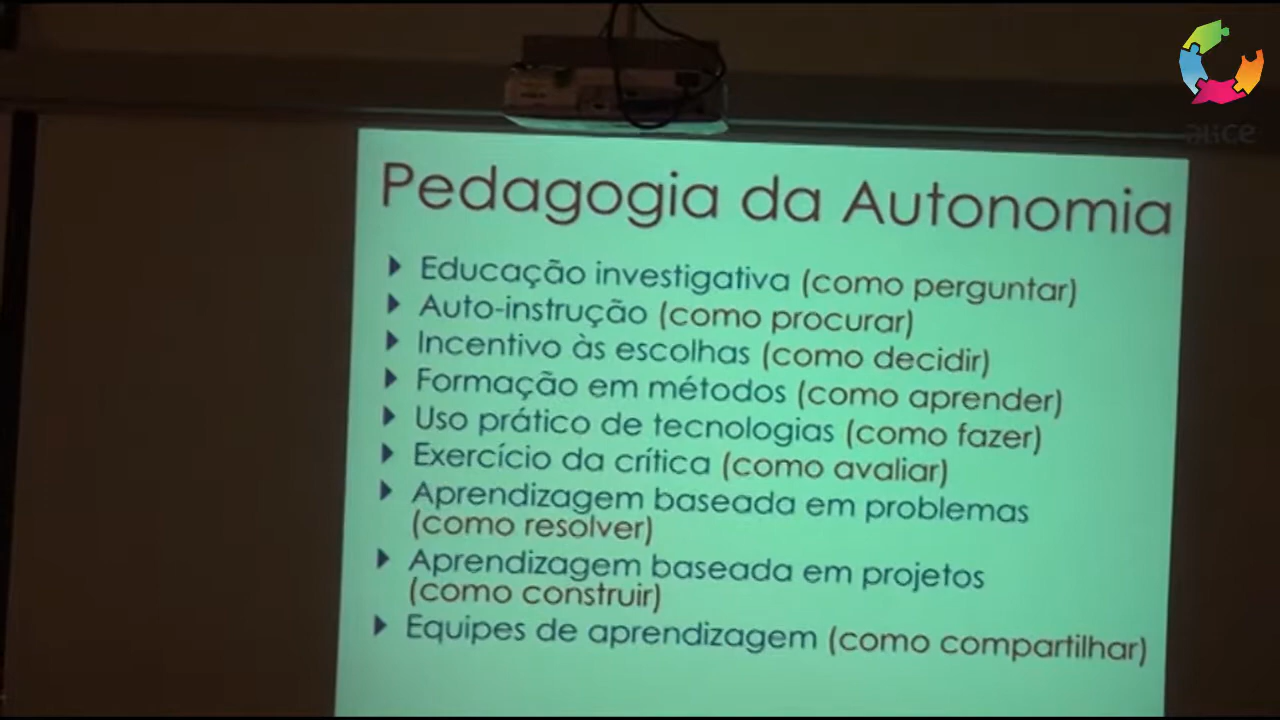 alice
Pedagogia da Autonomia
Educação investigativa (como perguntar)
Auto-instrução (como procurar)
Incentivo às escolhas (como decidir)
Formação em métodos (como aprender)
Uso prático de tecnologias (como fazer)
Exercício da crítica (como avaliar)
Aprendizagem baseada em problemas
(como resolver)
Aprendizagem baseada em projetos
(como construir)
Equipes de aprendizagem (como compartilhar)